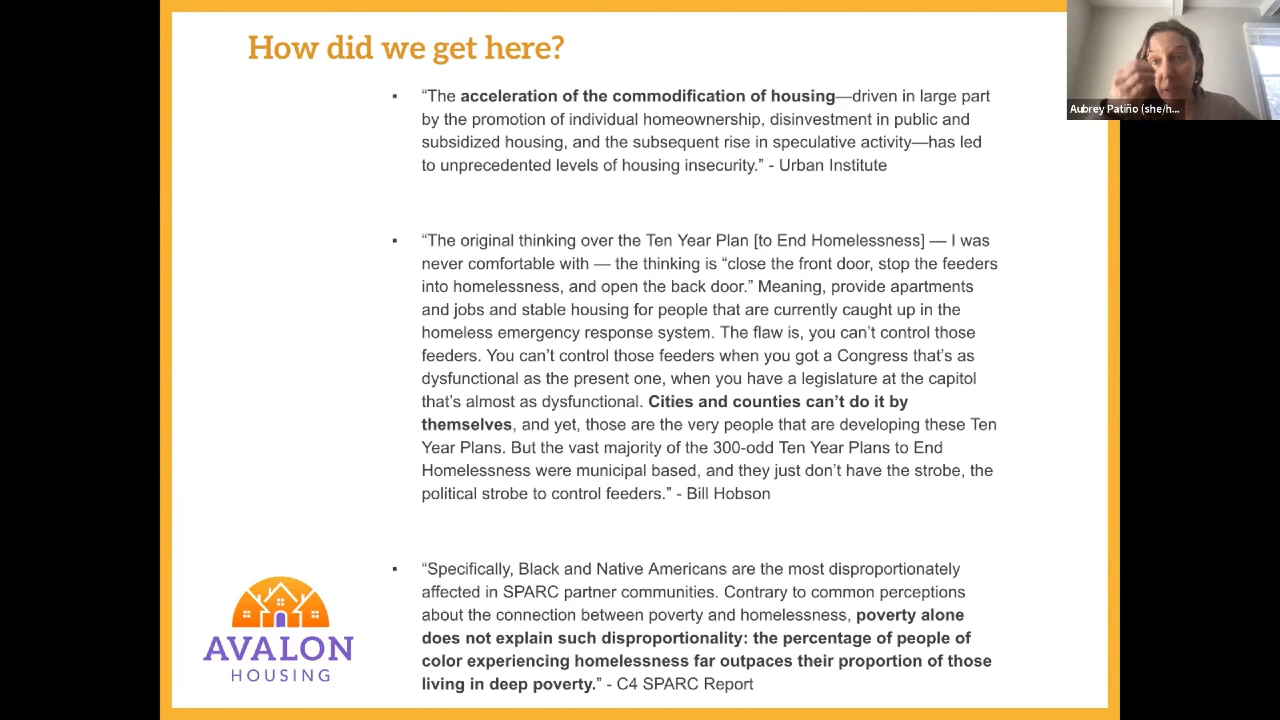 How did we get here?
▪ “The acceleration of the commodification of housing—driven in large part
by the promotion of individual homeownership, disinvestment in public and
subsidized housing, and the subsequent rise in speculative activity—has led
to unprecedented levels of housing insecurity.” - Urban Institute
▪ “The original thinking over the Ten Year Plan [to End Homelessness] — I was
never comfortable with — the thinking is “close the front door, stop the feeders
into homelessness, and open the back door.” Meaning, provide apartments
and jobs and stable housing for people that are currently caught up in the
homeless emergency response system. The flaw is, you can’t control those
feeders. You can’t control those feeders when you got a Congress that’s as
dysfunctional as the present one, when you have a legislature at the capitol
that’s almost as dysfunctional. Cities and counties can’t do it by
themselves, and yet, those are the very people that are developing these Ten
Year Plans. But the vast majority of the 300-odd Ten Year Plans to End
Homelessness were municipal based, and they just don’t have the strobe, the
political strobe to control feeders.” - Bill Hobson
▪ “Specifically, Black and Native Americans are the most disproportionately
affected in SPARC partner communities. Contrary to common perceptions
about the connection between poverty and homelessness, poverty alone
does not explain such disproportionality: the percentage of people of
color experiencing homelessness far outpaces their proportion of those
living in deep poverty.” - C4 SPARC Report
AVALON
HOUSING
Aubrey Patiño (she/h...